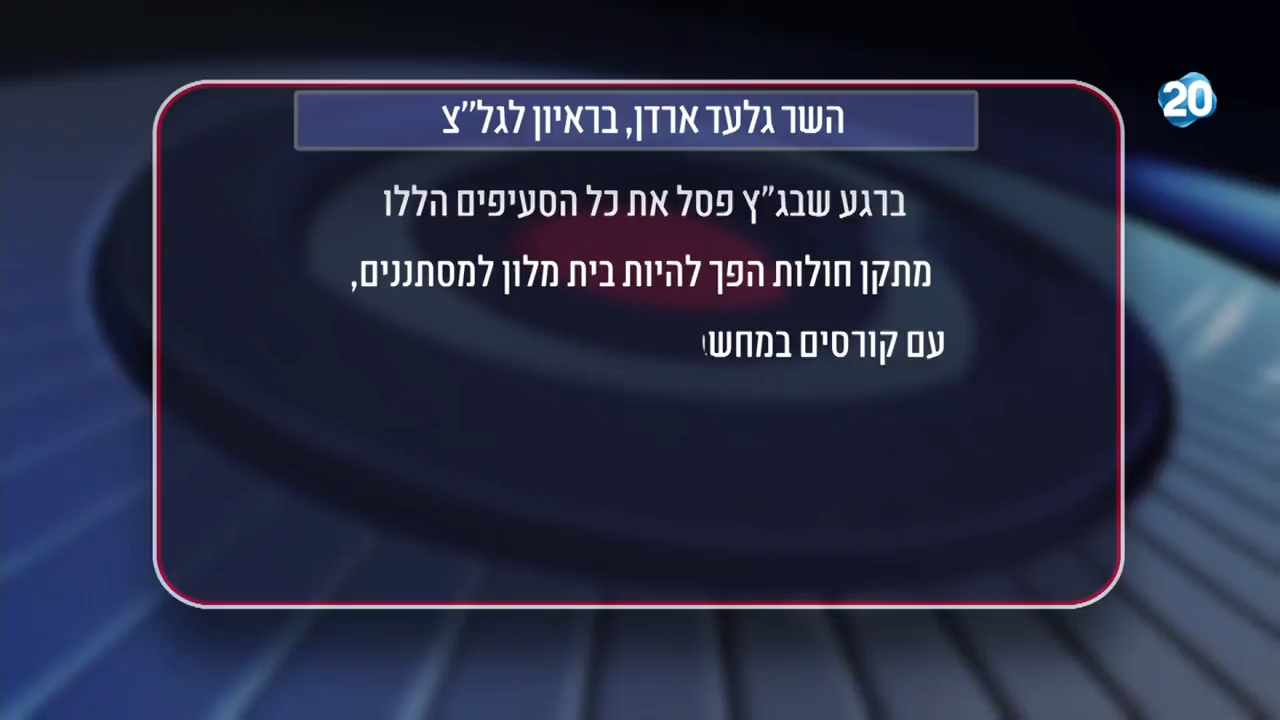 20
השר גלעד ארדן, בראיון לגל"צ
ברגע שבג"ץ פסל את כל הסעיפים הללו
מתקן חולות הפך להיות בית מלון למסתננים,
עם קורסים